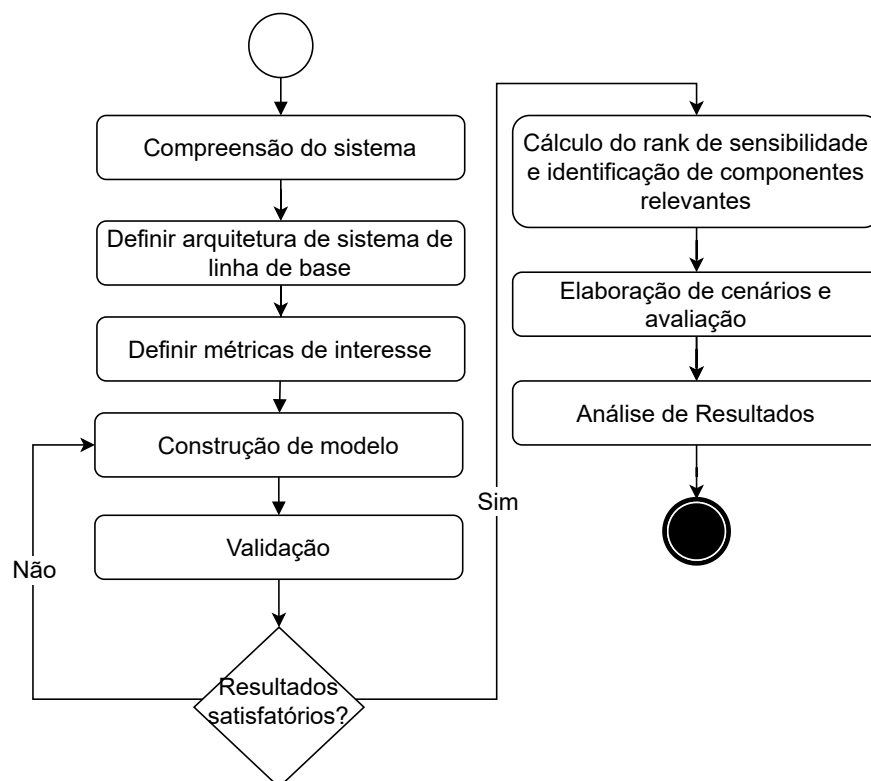 Compreensão do sistema
Definir arquitetura de sistema de
linha de base
Definir métricas de interesse
Construção de modelo
Validação
Não
Resultados
satisfatórios?
Sim
Cálculo do rank de sensibilidade
e identificação de componentes
relevantes
Elaboração de cenários e
avaliação
Análise de Resultados